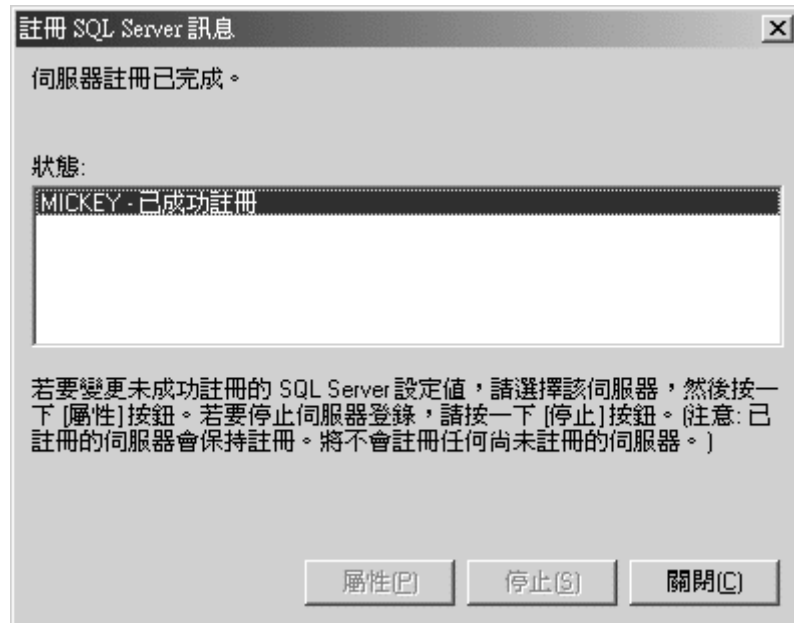 註冊 SQL Server 訊息
伺服器註冊已完成。
狀態:
MICKEY - 已成功註冊
若要變更未成功註冊的 SQL Server 設定值，請選擇該伺服器，然後按一
下 [屬性] 按鈕。若要停止伺服器登錄，請按一下 [停止] 按鈕。(注意: 已
註冊的伺服器會保持註冊。將不會註冊任何尚未註冊的伺服器。)
屬性(P)
停止(S)
關閉(C)